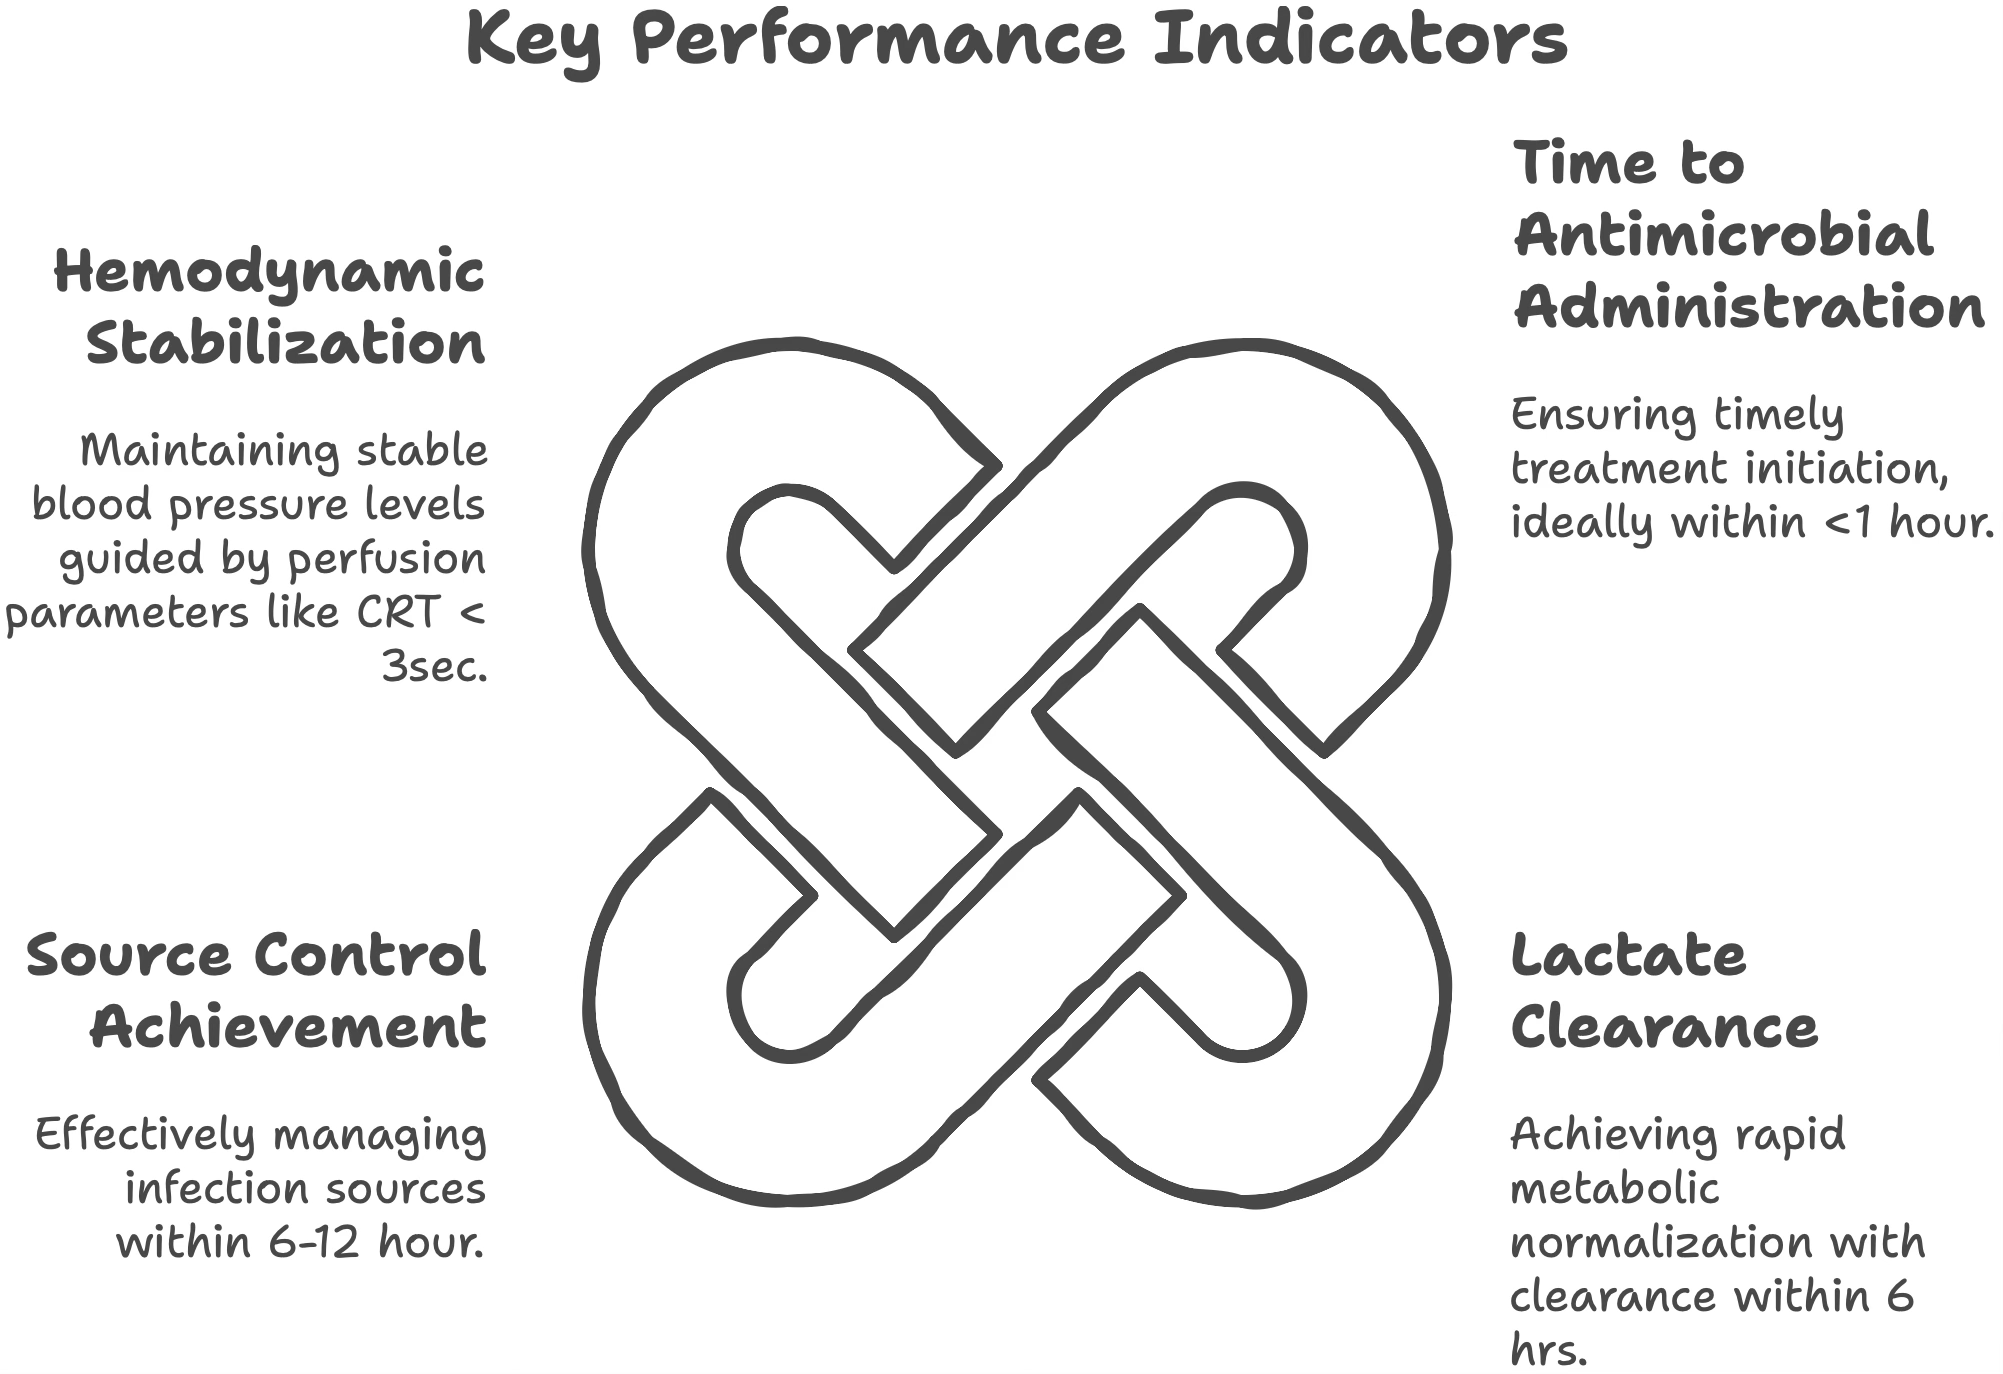 Key Performance Indicators
Hemodynamic
Stabilization
Maintaining stable
blood pressure levels
guided by perfusion
parameters like CRT <
3sec.
Time to
Antimicrobial
Administration
Ensuring timely
treatment initiation,
ideally within <1 hour.
Source Control
Achievement
Effectively managing
infection sources
within 6-12 hour.
Lactate
Clearance
Achieving rapid
metabolic
normalization with
clearance within 6
hrs.